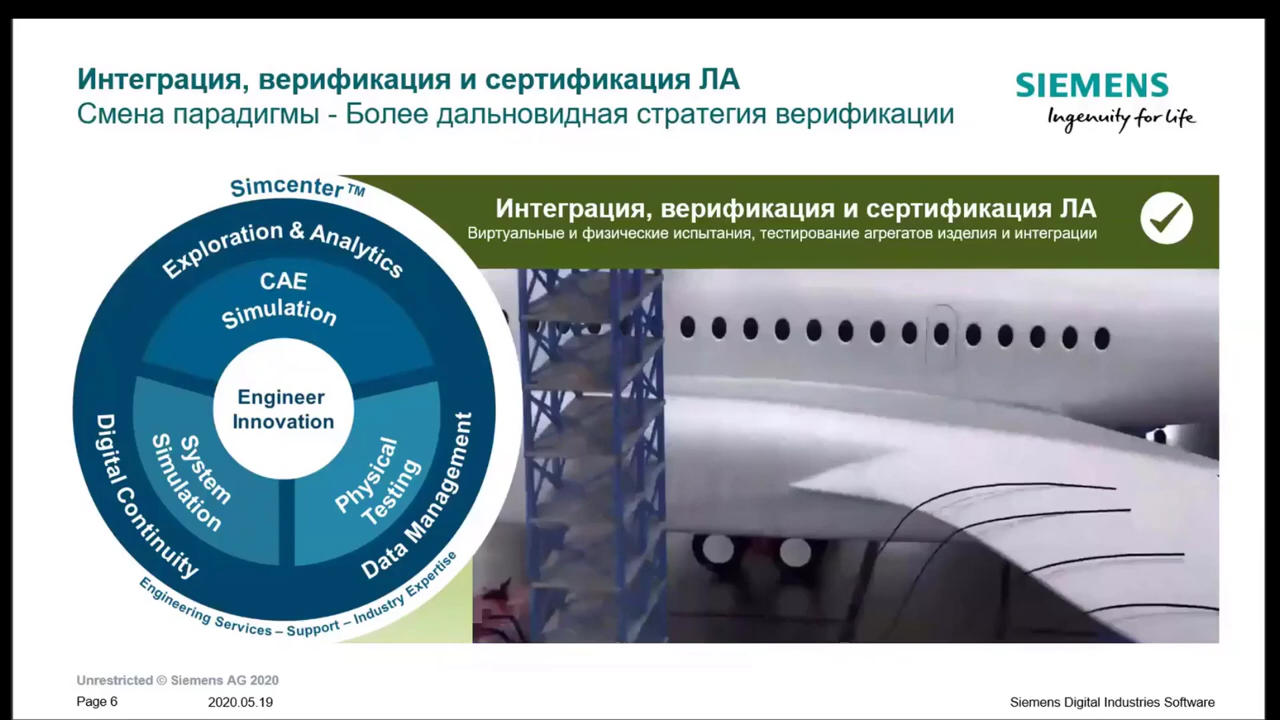 Интеграция, верификация и сертификация ЛА
Смена парадигмы - Более дальновидная стратегия верификации
SIEMENS
Ingenuity for life
Simcenter™
Exploration & Analytics
CAE
Simulation
Engineer
Innovation
System
Simulation
Physical
Testing
Digital Continuity
Data Management
Engineering Services – Support – Industry Expertise
Интеграция, верификация и сертификация ЛА
Виртуальные и физические испытания, тестирование агрегатов изделия и интеграции
Unrestricted © Siemens AG 2020
Page 6
2020.05.19
Siemens Digital Industries Software